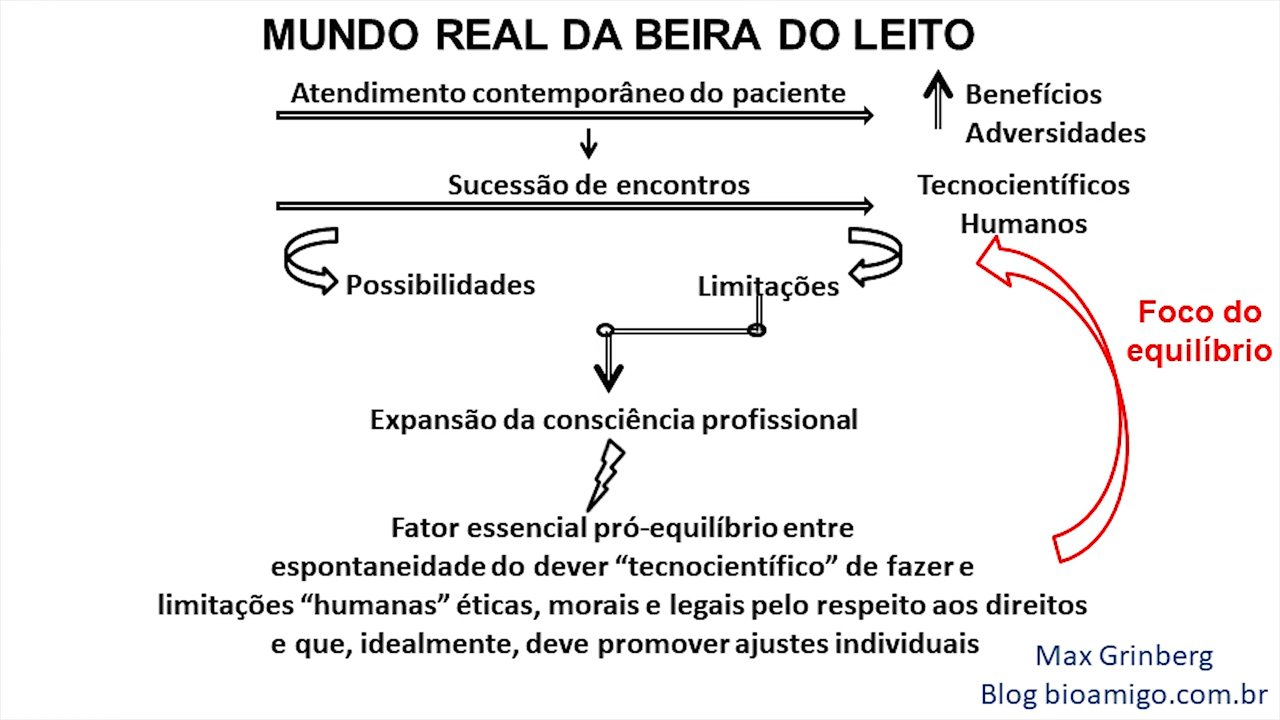 MUNDO REAL DA BEIRA DO LEITO
Atendimento contemporâneo do paciente
Benefícios
Adversidades
Sucessão de encontros
Tecnocientíficos
Humanos
Possibilidades
Limitações
Foco do
equilíbrio
Expansão da consciência profissional
Fator essencial pró-equilíbrio entre
espontaneidade do dever “tecnocientífico” de fazer e
limitações “humanas” éticas, morais e legais pelo respeito aos direitos
e que, idealmente, deve promover ajustes individuais
Max Grinberg
Blog bioamigo.com.br